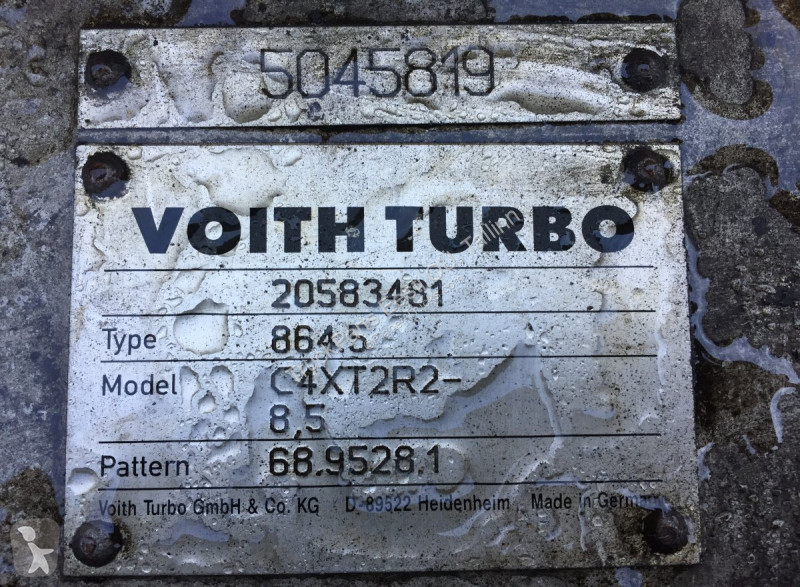 5045819
VOITH TURBO
20583481
Type 864.5
Model C4XT2R2-
8,5
Pattern 68.9528.1
Voith Turbo GmbH & Co. KG D-89522 Heidenheim, Made in Germany